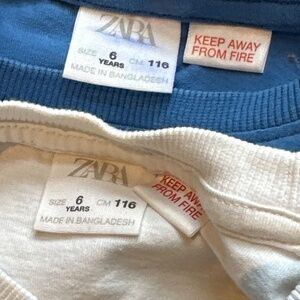 ZARA
SIZE 6 YEARS CM 116
MADE IN BANGLADESH
KEEP AWAY
FROM FIRE
ZARA
SIZE 6 YEARS CM 116
MADE IN BANGLADESH
KEEP AWAY
FROM FIRE